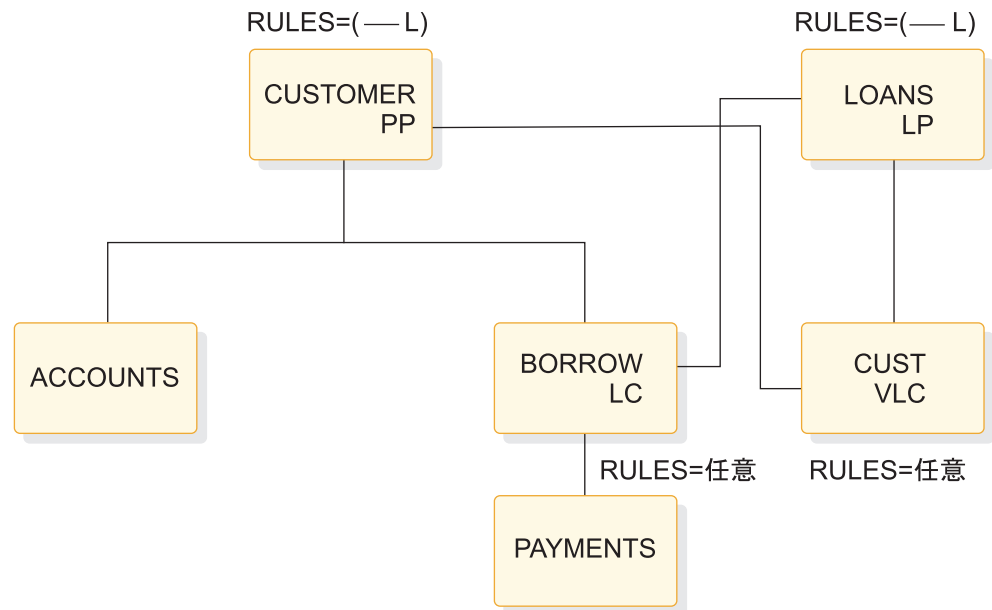 RULES=( — L)
RULES=( — L)
CUSTOMER
PP
LOANS
LP
ACCOUNTS
BORROW
LC
CUST
VLC
RULES=任意
RULES=任意
PAYMENTS